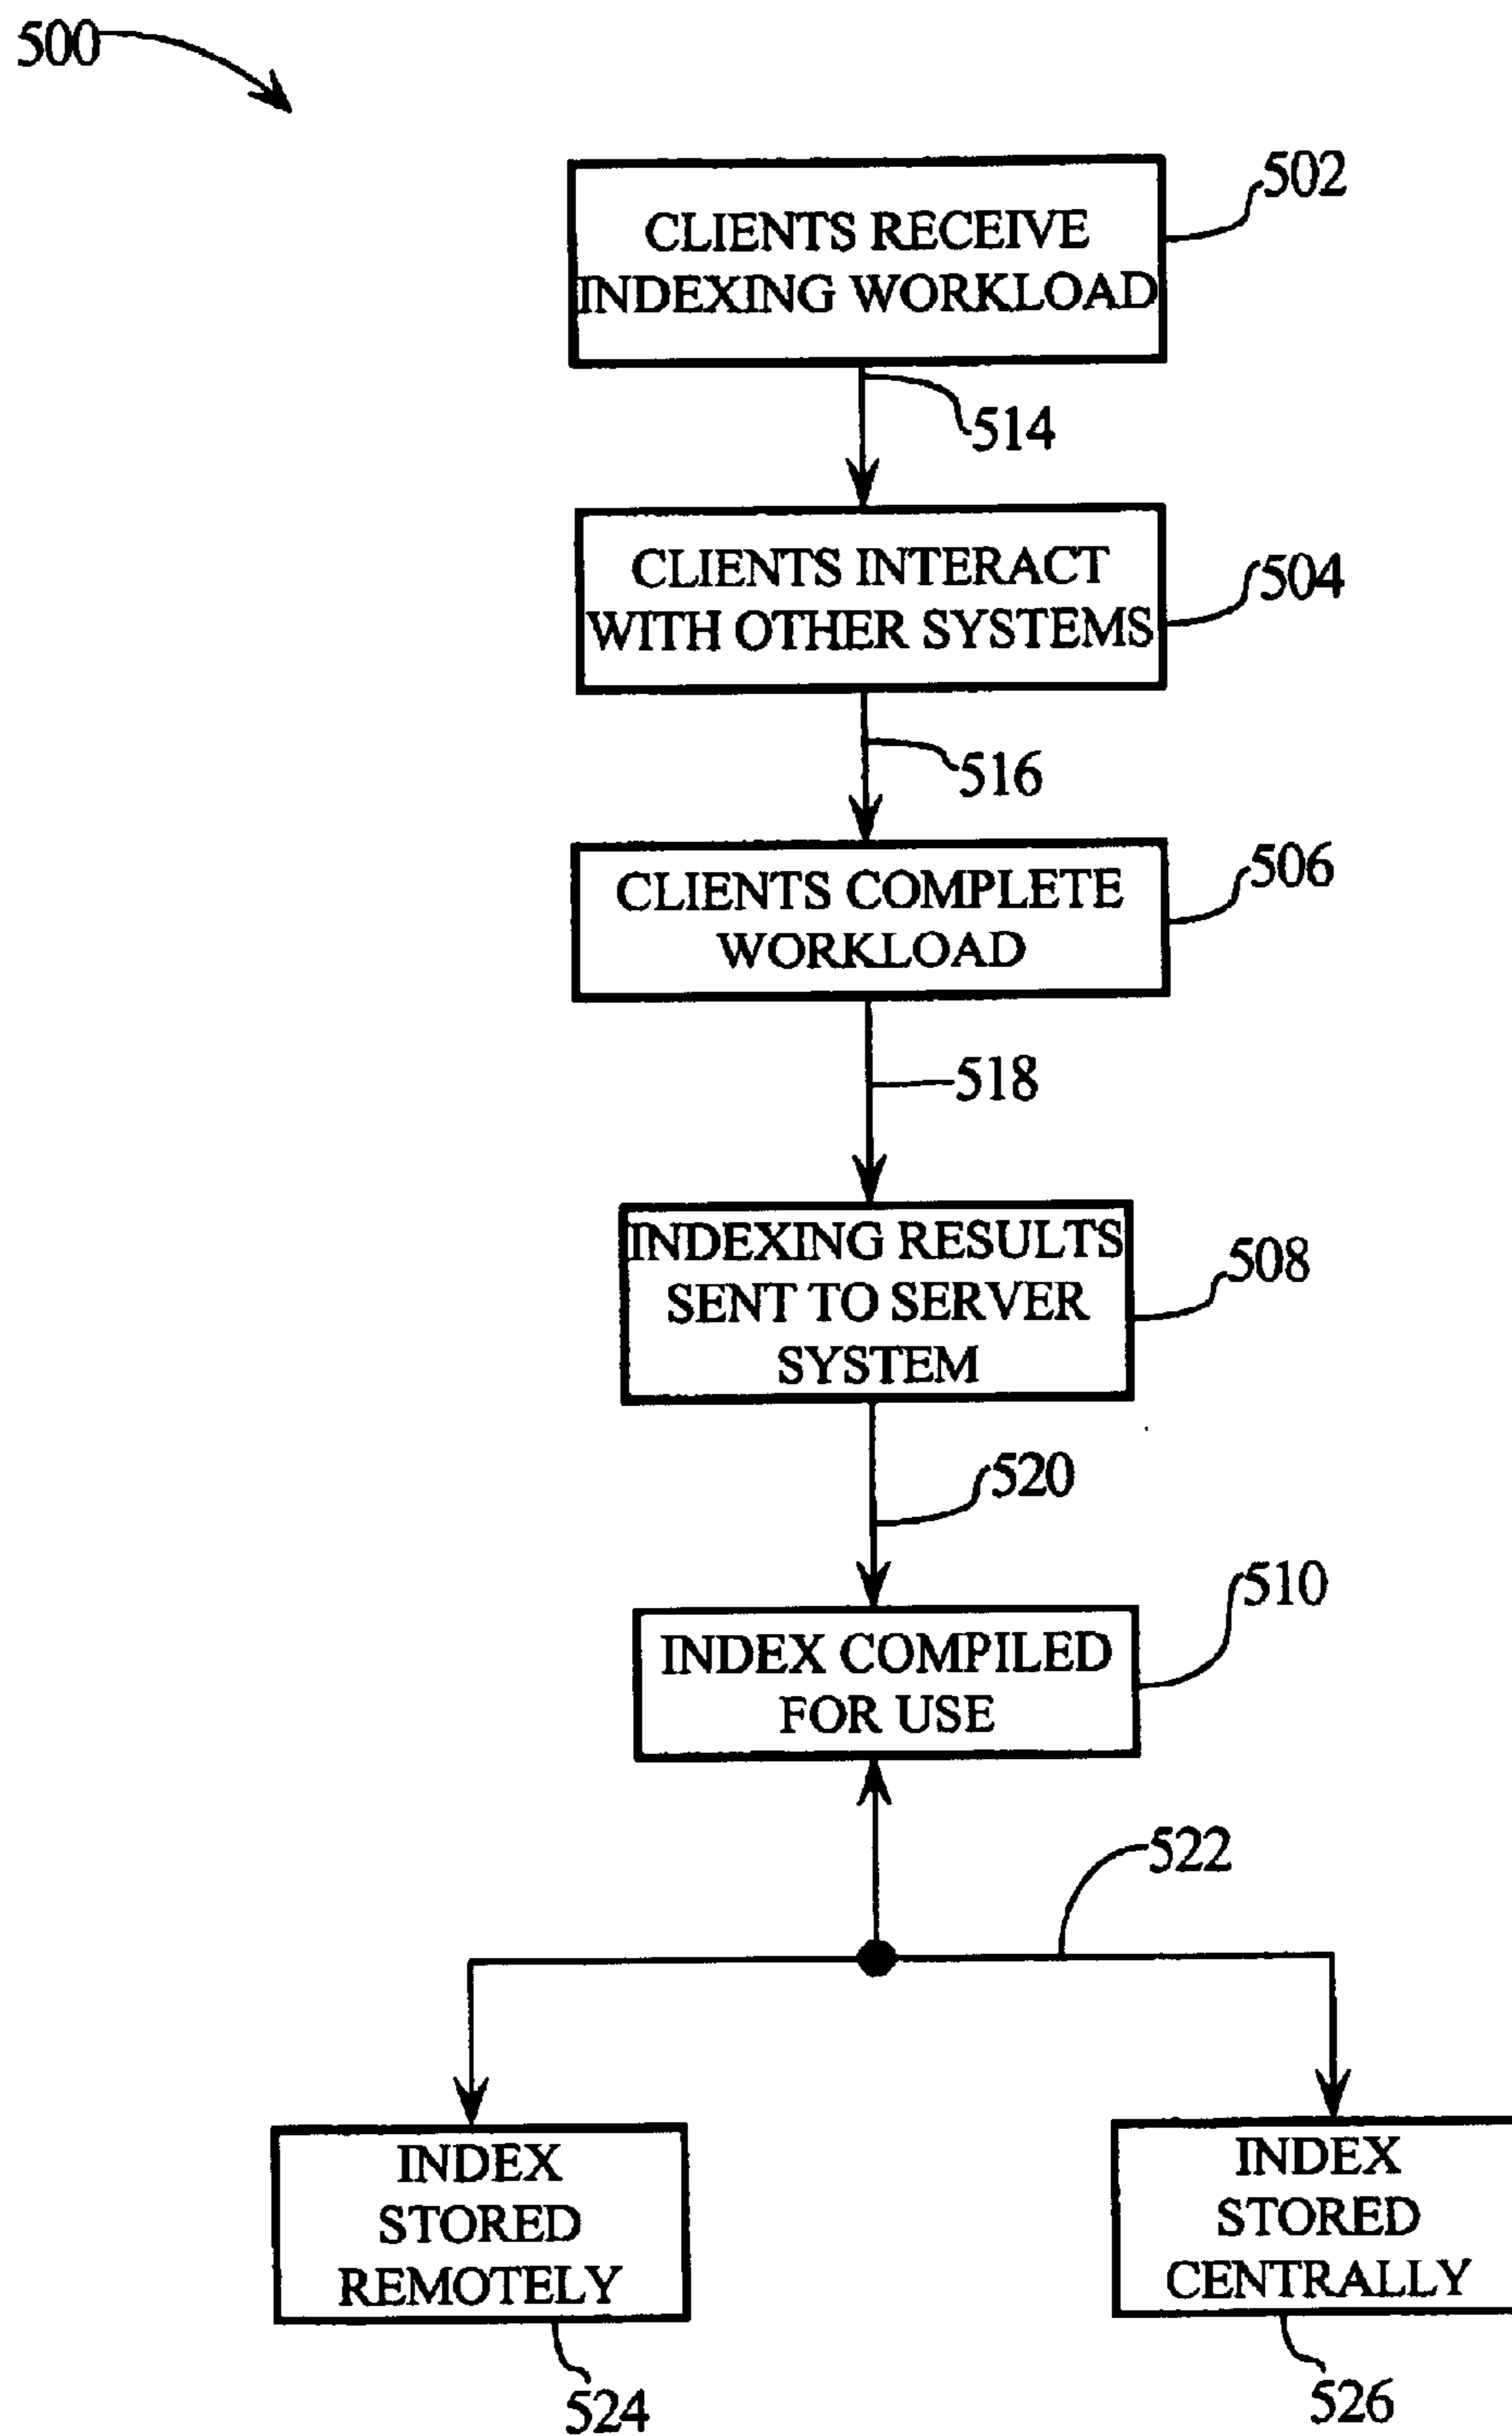 500
CLIENTS RECEIVE
INDEXING WORKLOAD
502
514
CLIENTS INTERACT
WITH OTHER SYSTEMS
504
516
CLIENTS COMPLETE
WORKLOAD
506
518
INDEXING RESULTS
SENT TO SERVER
SYSTEM
508
520
INDEX COMPILED
FOR USE
510
522
INDEX
STORED
REMOTELY
524
INDEX
STORED
CENTRALLY
526